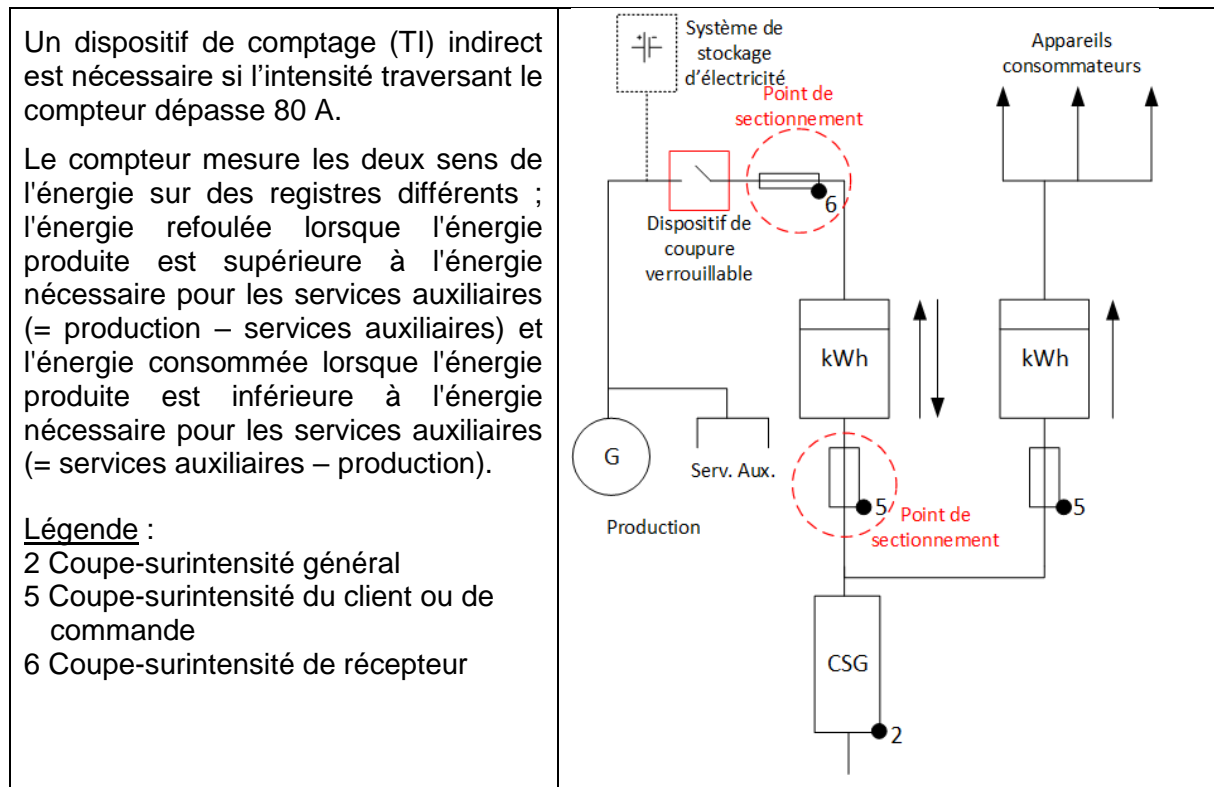 Un dispositif de comptage (TI) indirect
est nécessaire si l’intensité traversant le
compteur dépasse 80 A.
Le compteur mesure les deux sens de
l'énergie sur des registres différents ;
l'énergie refoulée lorsque l'énergie
produite est supérieure à l'énergie
nécessaire pour les services auxiliaires
(= production – services auxiliaires) et
l'énergie consommée lorsque l'énergie
produite est inférieure à l'énergie
nécessaire pour les services auxiliaires
(= services auxiliaires – production).
Légende :
2 Coupe-surintensité général
5 Coupe-surintensité du client ou de
commande
6 Coupe-surintensité de récepteur
Système de
stockage
d’électricité
Appareils
consommateurs
Point de
sectionnement
6
Dispositif de
coupure
verrouillable
kWh
kWh
G
Serv. Aux.
Production
5
5
Point de
sectionnement
CSG
2